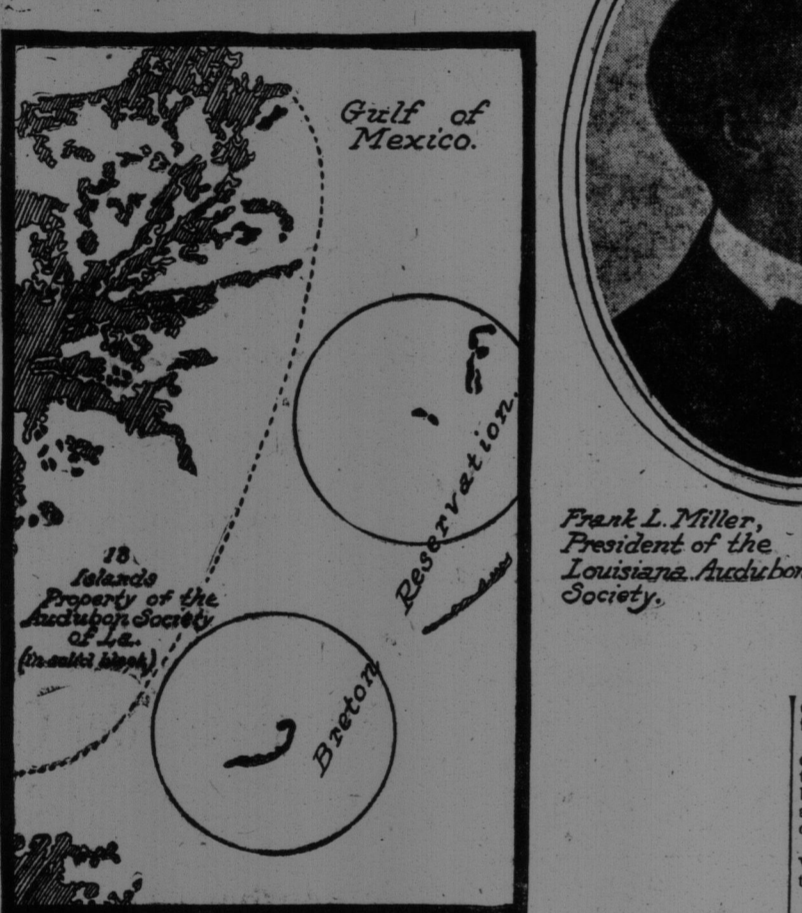 Gulf of
Mexico.
Reservation.
18
Islands
Property of the
Audubon Society
of La.
(in solid black)
Breton
Frank L. Miller,
President of the
Louisiana Audubon
Society.